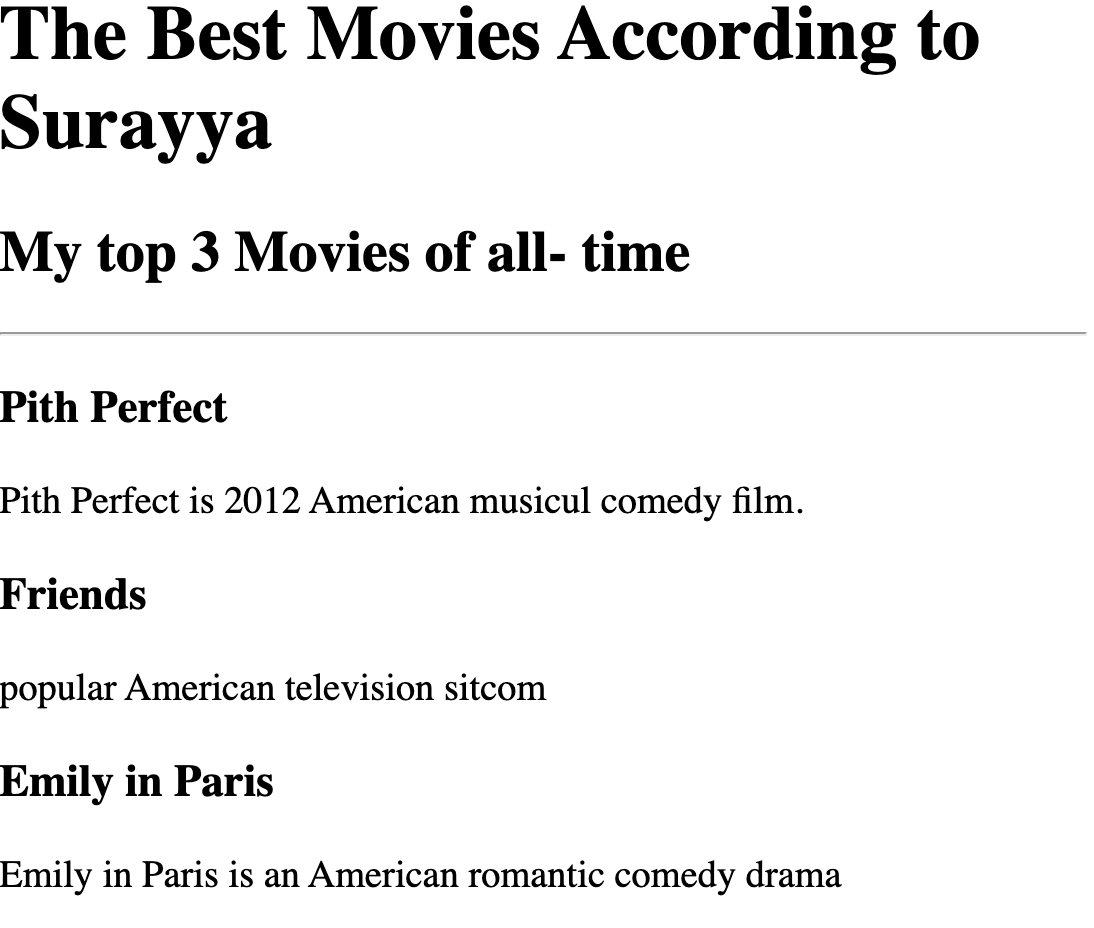 The Best Movies According to
Surayya
My top 3 Movies of all- time
Pith Perfect
Pith Perfect is 2012 American musicul comedy film.
Friends
popular American television sitcom
Emily in Paris
Emily in Paris is an American romantic comedy drama